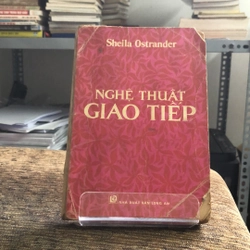 Sheila Ostrander
NGHỆ THUẬT
GIAO TIẾP